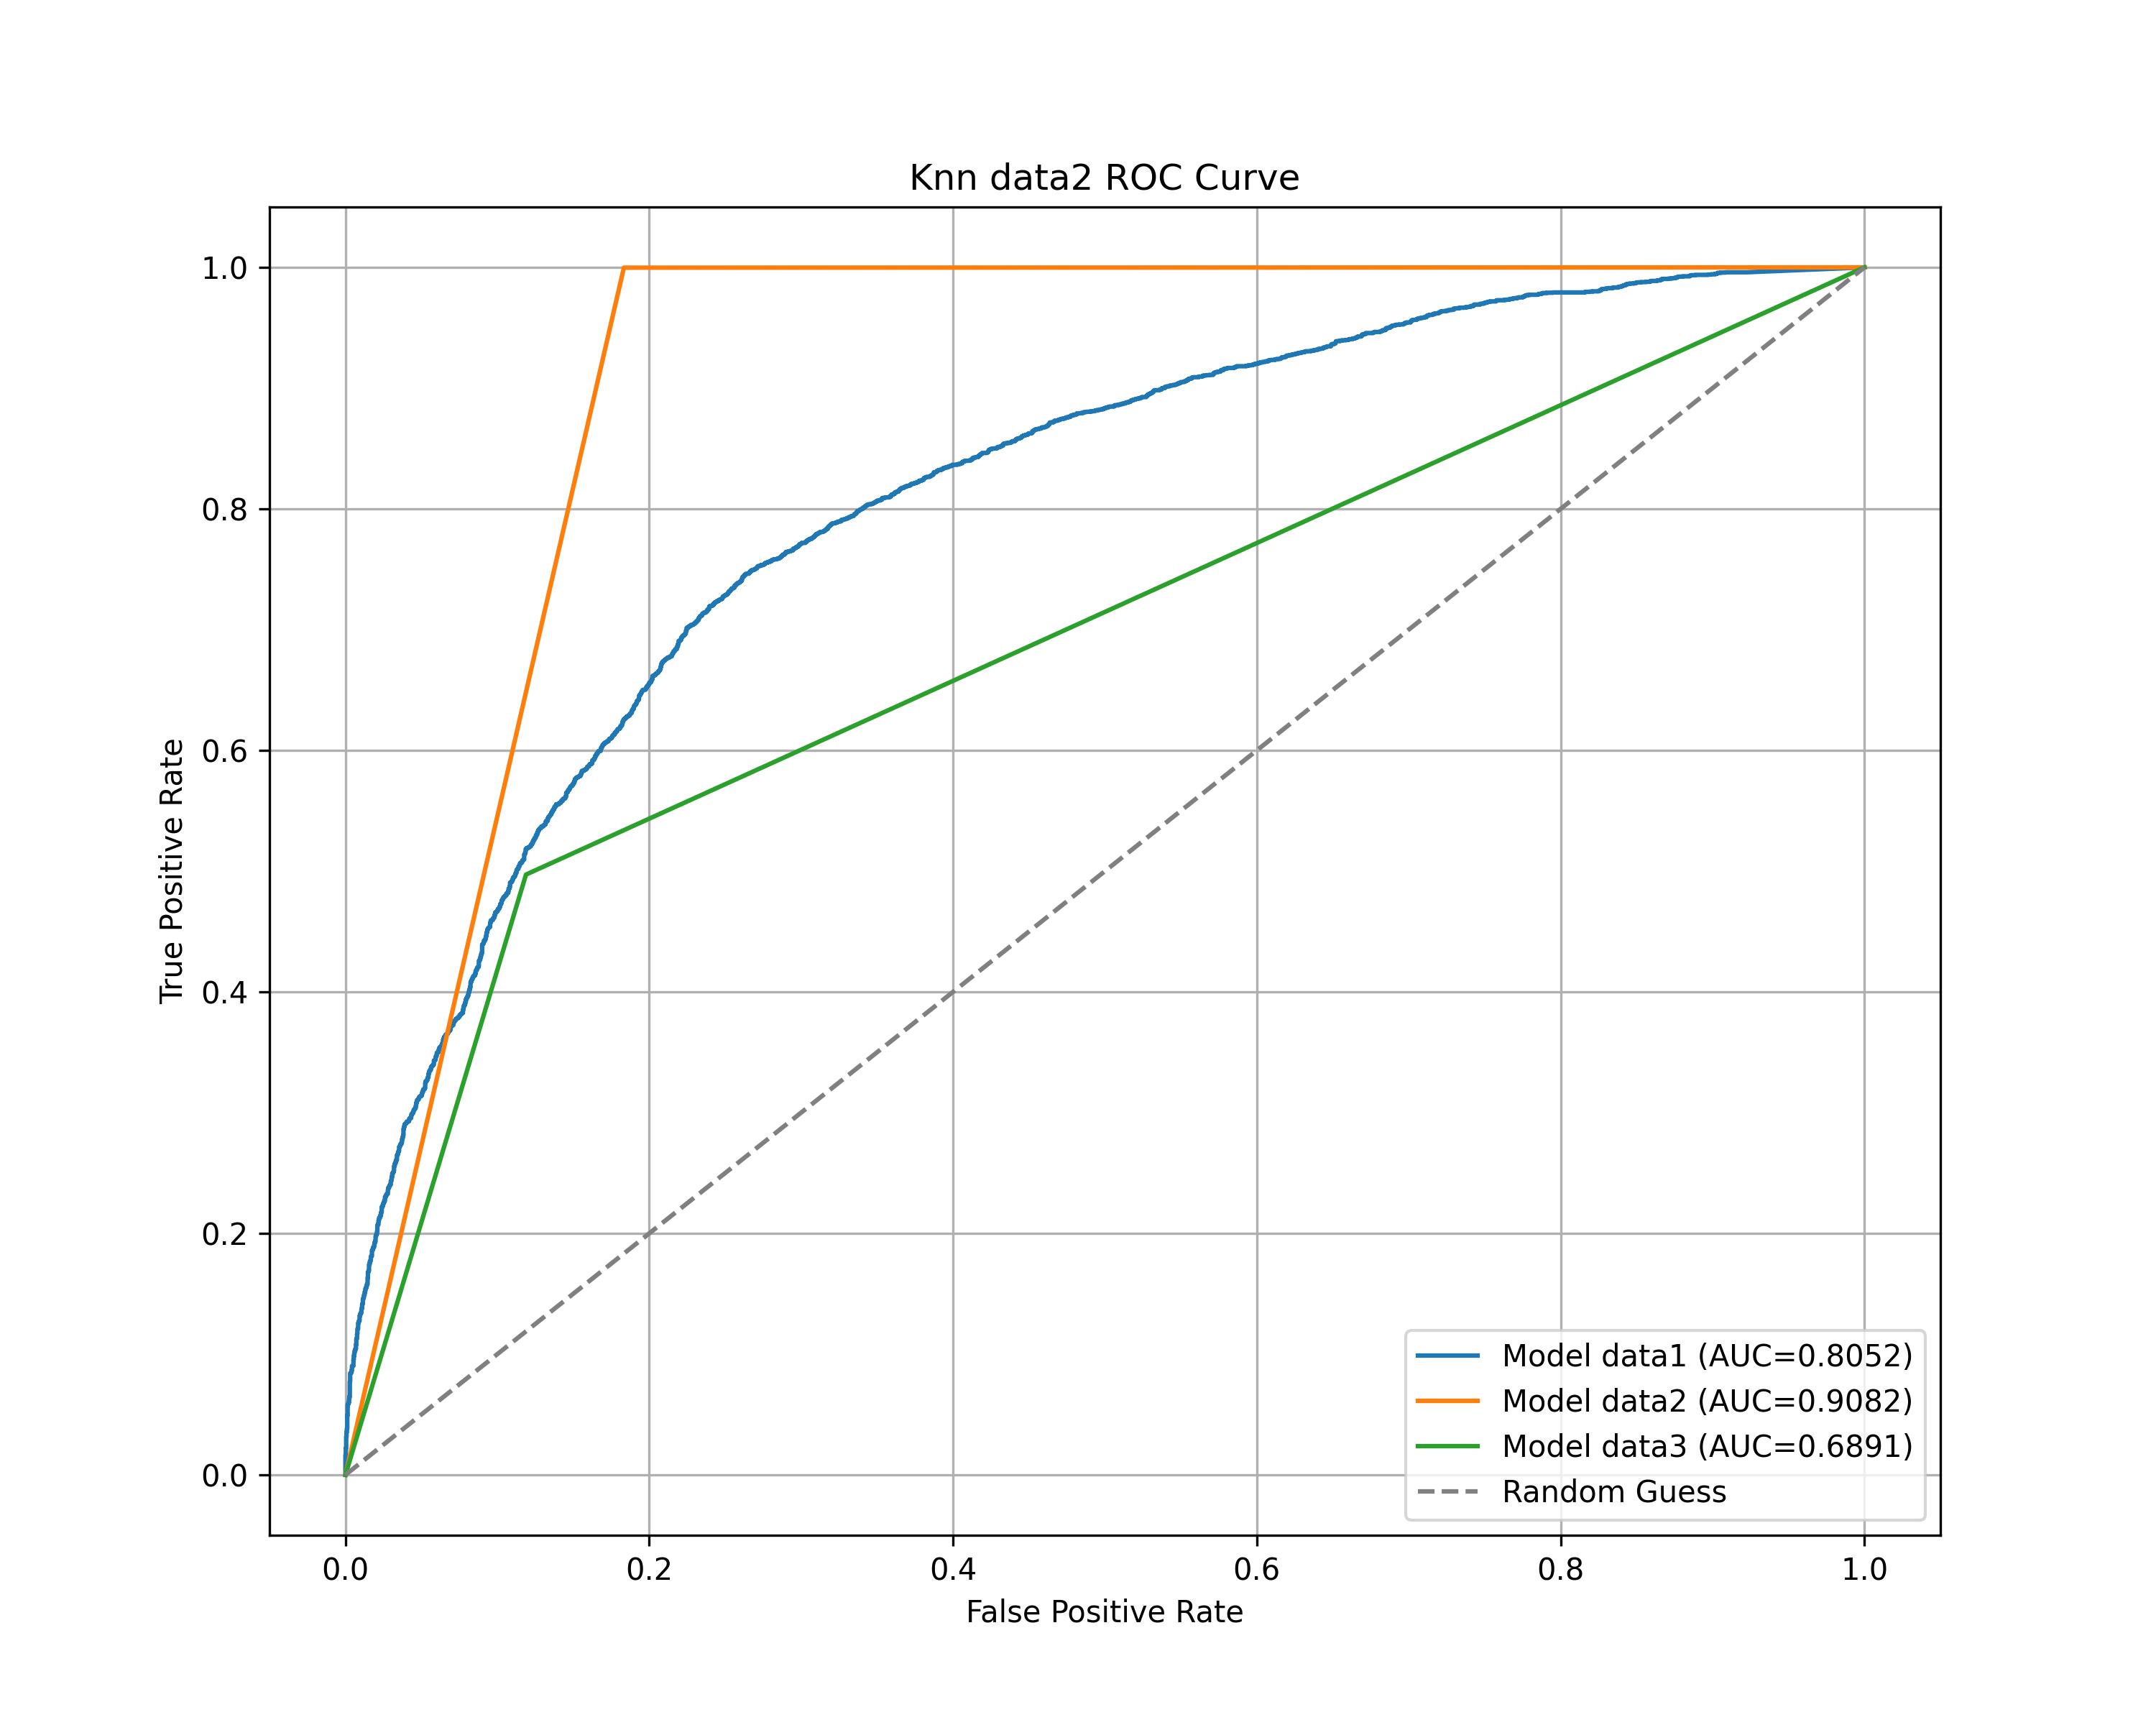 Knn data2 ROC Curve
True Positive Rate
1.0
0.8
0.6
0.4
0.2
0.0
Model data1 (AUC=0.8052)
Model data2 (AUC=0.9082)
Model data3 (AUC=0.6891)
Random Guess
0.0 0.2 0.4 0.6 0.8 1.0
False Positive Rate